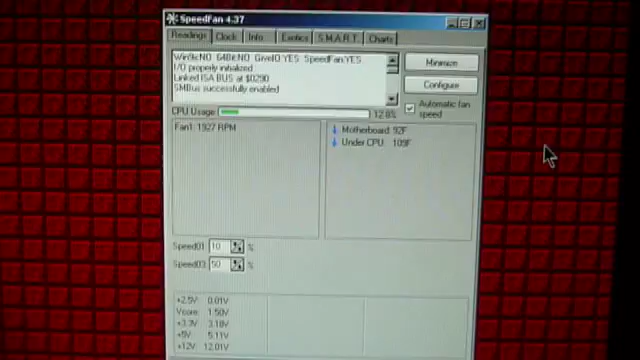 SpeedFan 4.37
Readings Clock Info Exotics S.M.A.R.T. Charts
Win9x:NO 64Bit:NO GiveIO:YES SpeedFan:YES
I/O properly initialized
Linked ISA BUS at $0290
SMBus successfully enabled
Minimize
Configure
Automatic fan speed
CPU Usage 12.8%
Fan1: 1927 RPM
Motherboard: 92F
Under CPU: 109F
Speed01: 10 %
Speed02: 50 %
+2.5V: 0.01V
Vcore: 1.50V
+3.3V: 3.18V
+5V: 5.11V
+12V: 12.01V